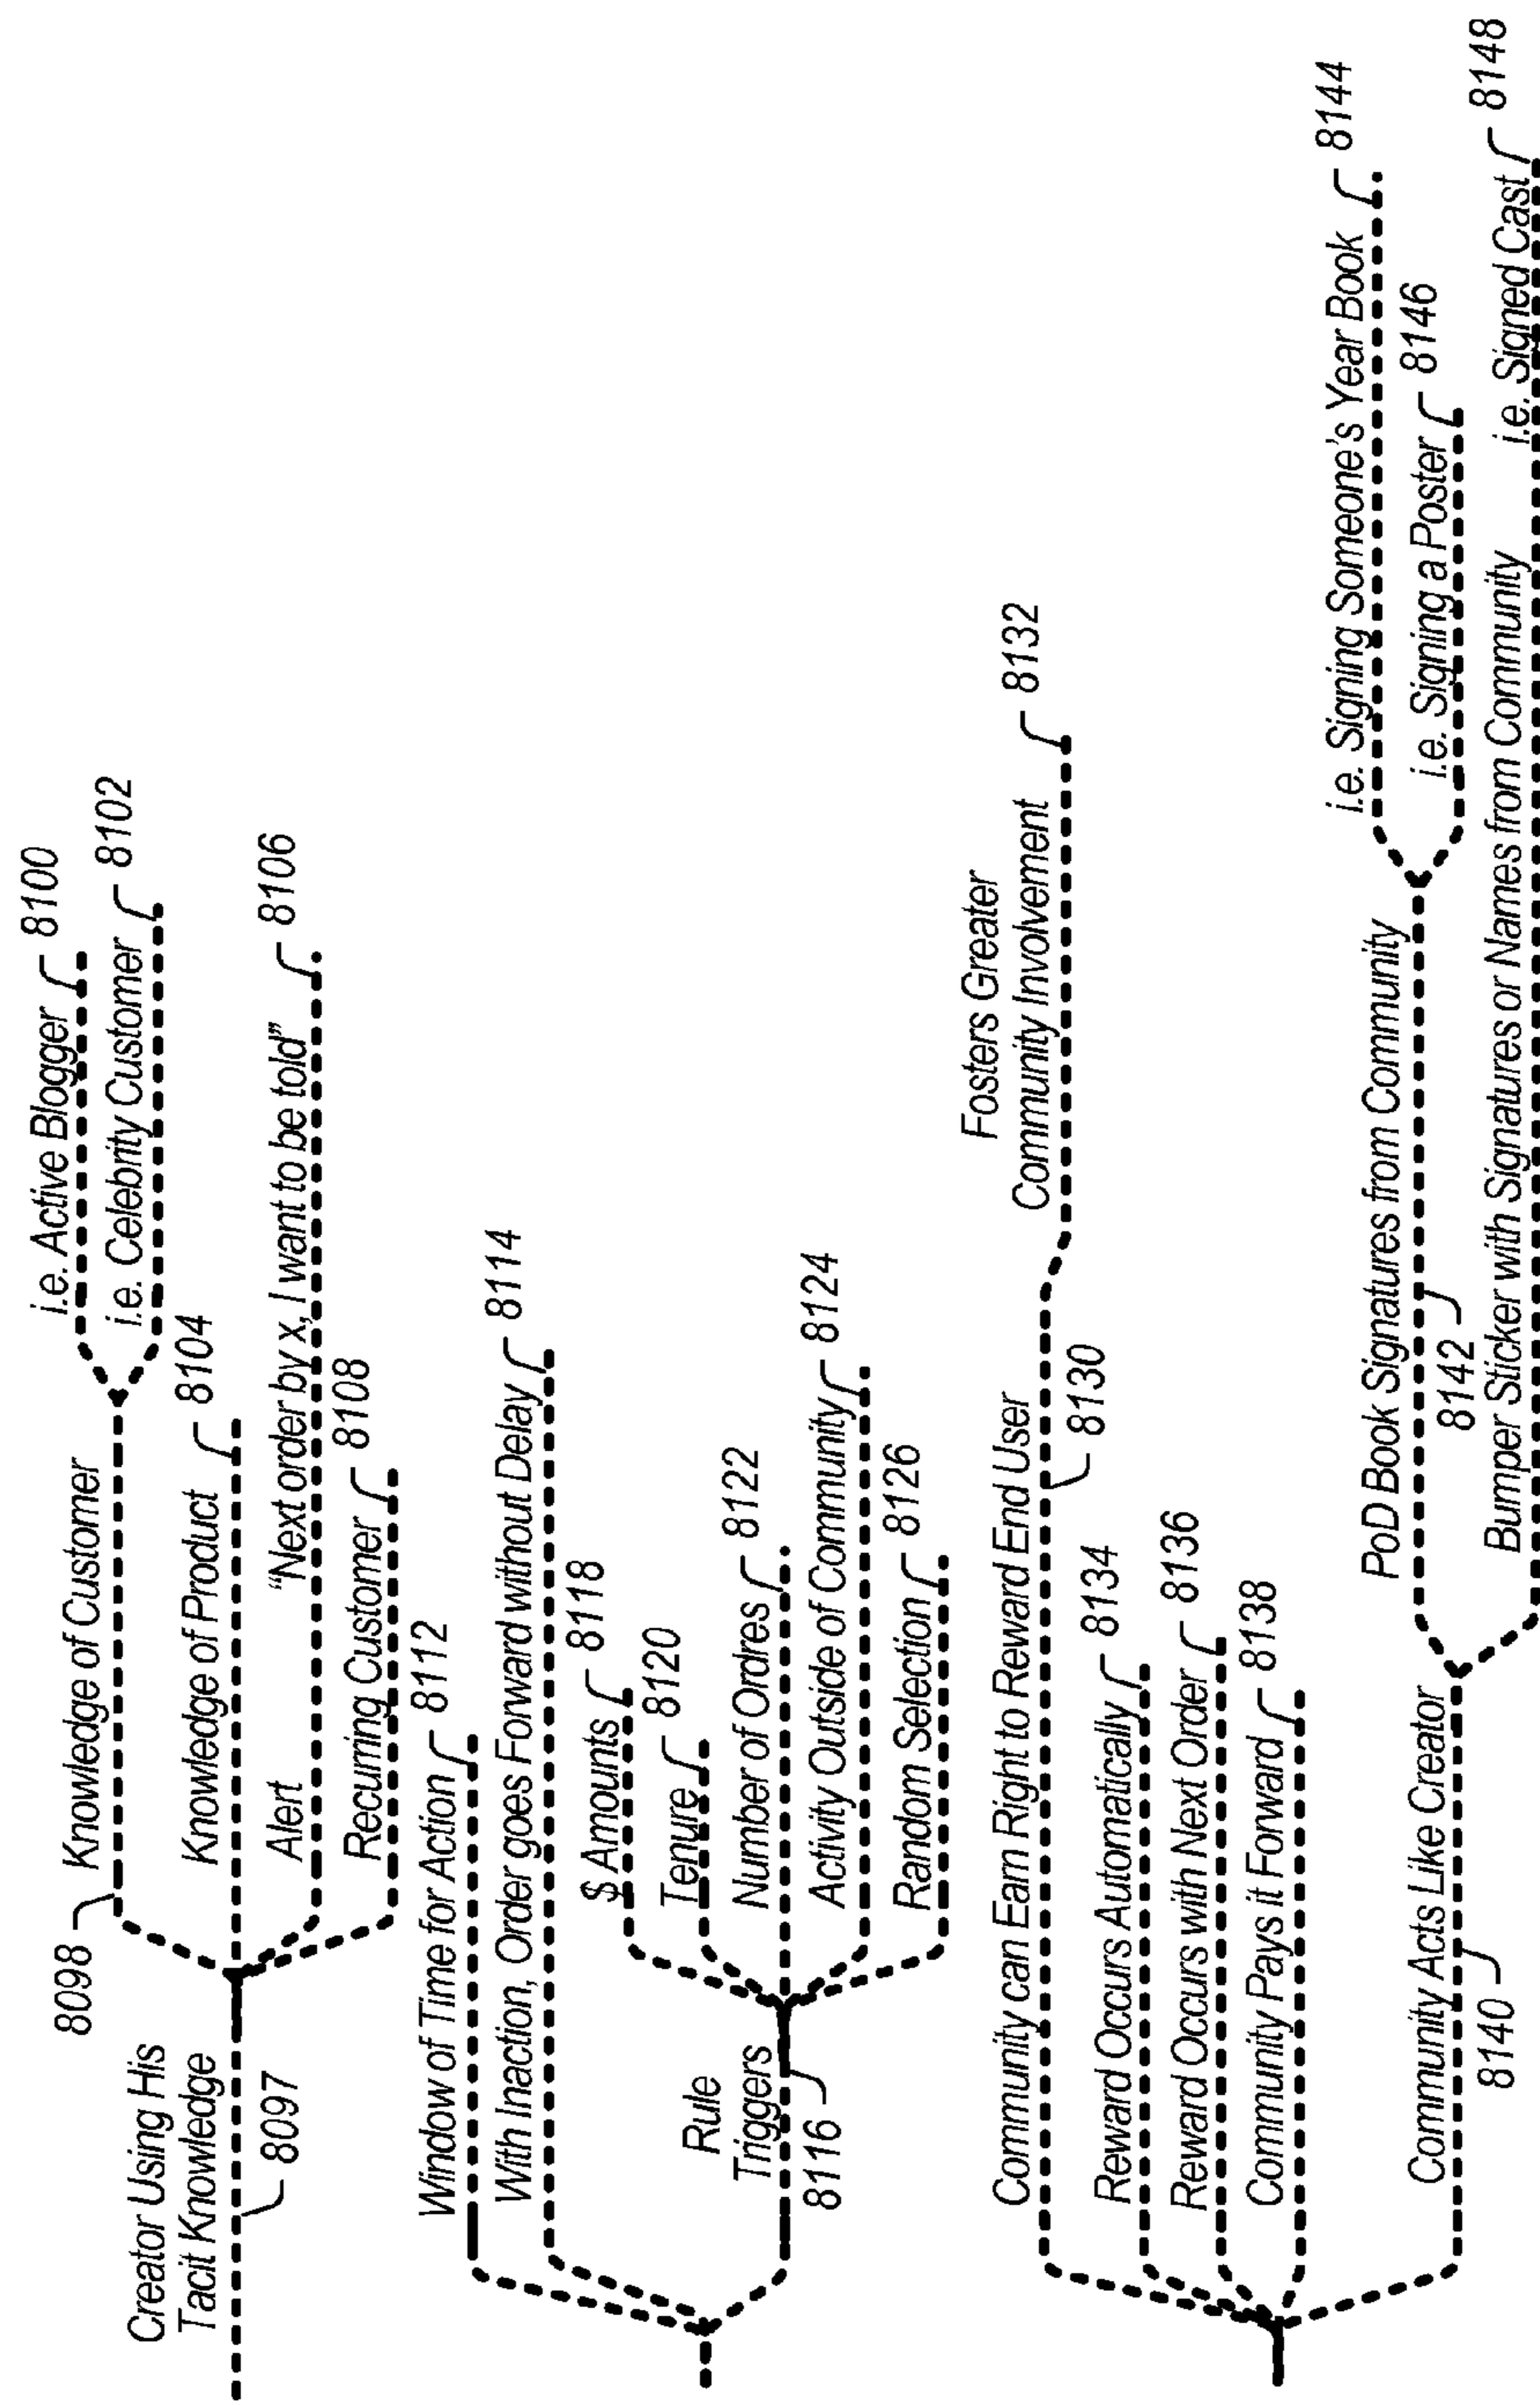 8098
Knowledge of Customer
i.e. Active Blogger
8100
i.e. Celebrity Customer
8102
Creator Using His
Tacit Knowledge
8097
Knowledge of Product
8104
Alert
“Next order by x, I want to be told”
8106
Recurring Customer
8108
Window of Time for Action
8112
With Inaction, Order goes Forward without Delay
8114
Rule
Triggers
8116
$ Amounts
8118
Tenure
8120
Number of Ordres
8122
Activity Outside of Community
8124
Random Selection
8126
Community can Earn Right to Reward End User
8130
Fosters Greater
Community Involvement
8132
Reward Occurs Automatically
8134
Reward Occurs with Next Order
8136
Community Pays it Forward
8138
Community Acts Like Creator
8140
PoD Book Signatures from Community
8142
i.e. Signing Someone's Year Book
8144
i.e. Signing a Poster
8146
Bumper Sticker with Signatures or Names from Community
i.e. Signed Cast
8148